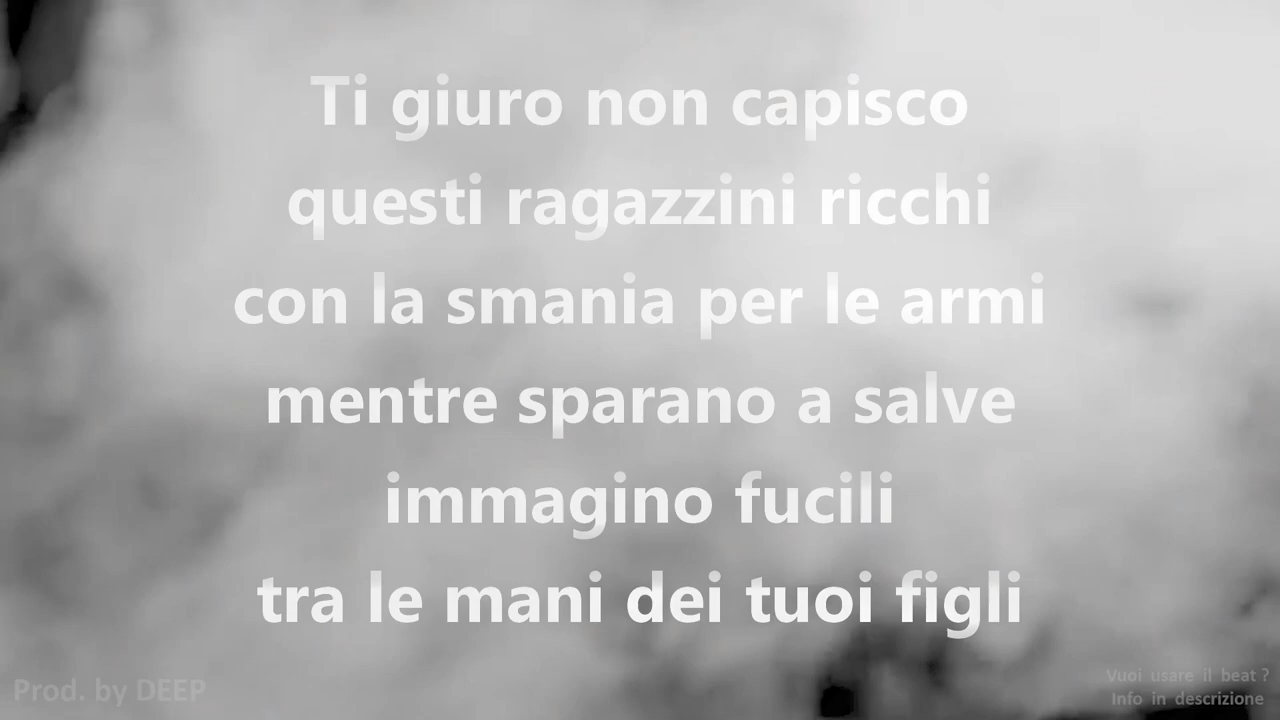 Ti giuro non capisco
questi ragazzini ricchi
con la smania per le armi
mentre sparano a salve
immagino fucili
tra le mani dei tuoi figli
Prod. by DEEP
Vuoi usare il beat ?
Info in descrizione